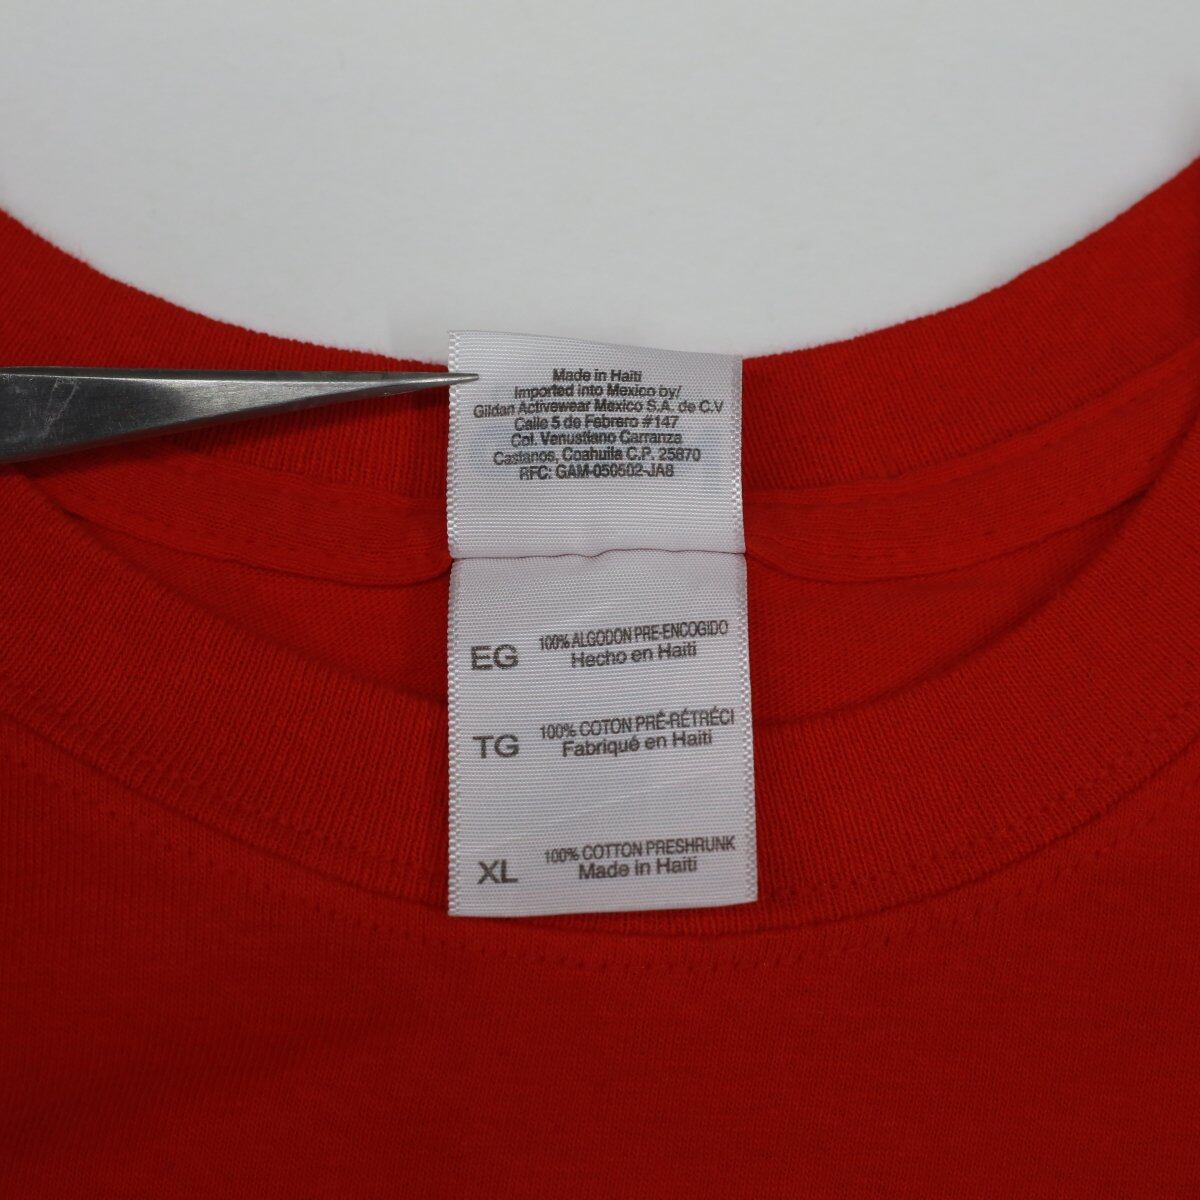 Made in Haiti
Imported into Mexico by/
Gildan Activewear Mexico S.A. de C.V
Calle 5 de Febrero #147
Col. Venustiano Carranza
Castanos, Coahuila C.P. 25870
RFC: GAM-050502-JA8
EG
100% ALGODON PRE-ENCOGIDO
Hecho en Haiti
TG
100% COTON PRÉ-RÉTRÉCI
Fabriqué en Haiti
XL
100% COTTON PRESHRUNK
Made in Haiti